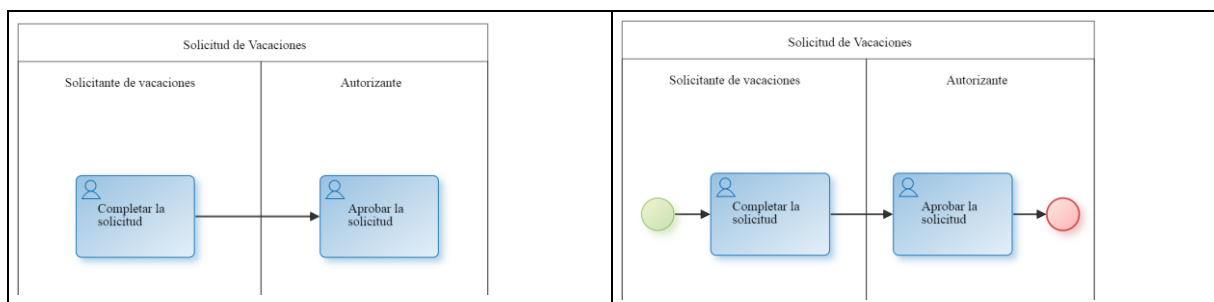 Solicitud de Vacaciones
Solicitante de vacaciones
Autorizante
Completar la
solicitud
Aprobar la
solicitud
Solicitud de Vacaciones
Solicitante de vacaciones
Autorizante
Completar la
solicitud
Aprobar la
solicitud